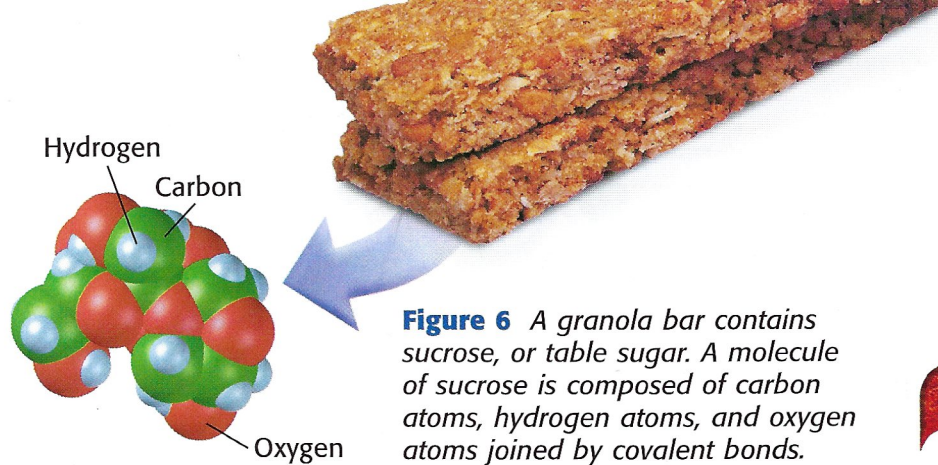 Hydrogen
Carbon
Oxygen
Figure 6 A granola bar contains
sucrose, or table sugar. A molecule
of sucrose is composed of carbon
atoms, hydrogen atoms, and oxygen
atoms joined by covalent bonds.